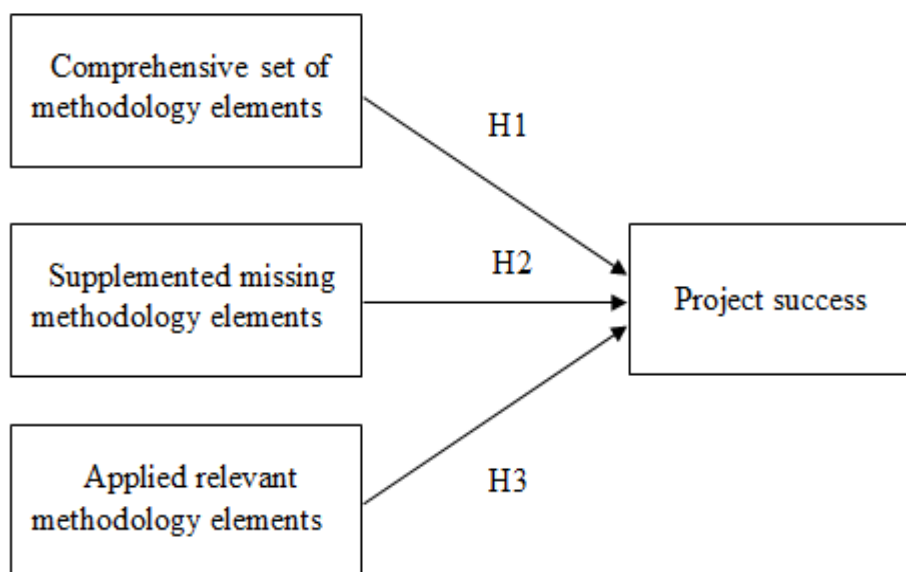 Comprehensive set of
methodology elements
H1
Supplemented missing
methodology elements
H2
Project success
Applied relevant
methodology elements
H3